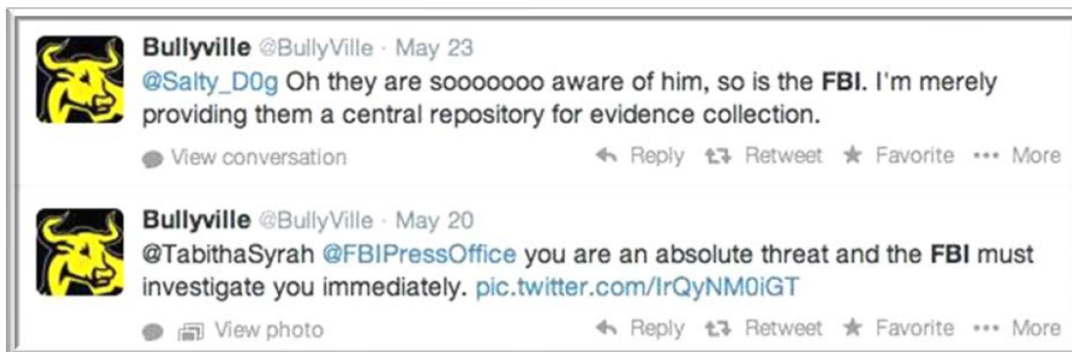 Bullyville @BullyVille · May 23
@Salty_D0g Oh they are sooooooo aware of him, so is the FBI. I'm merely
providing them a central repository for evidence collection.
View conversation Reply Retweet Favorite ••• More
Bullyville @BullyVille · May 20
@TabithaSyrah @FBIPressOffice you are an absolute threat and the FBI must
investigate you immediately. pic.twitter.com/IrQyNM0iGT
View photo Reply Retweet Favorite ••• More